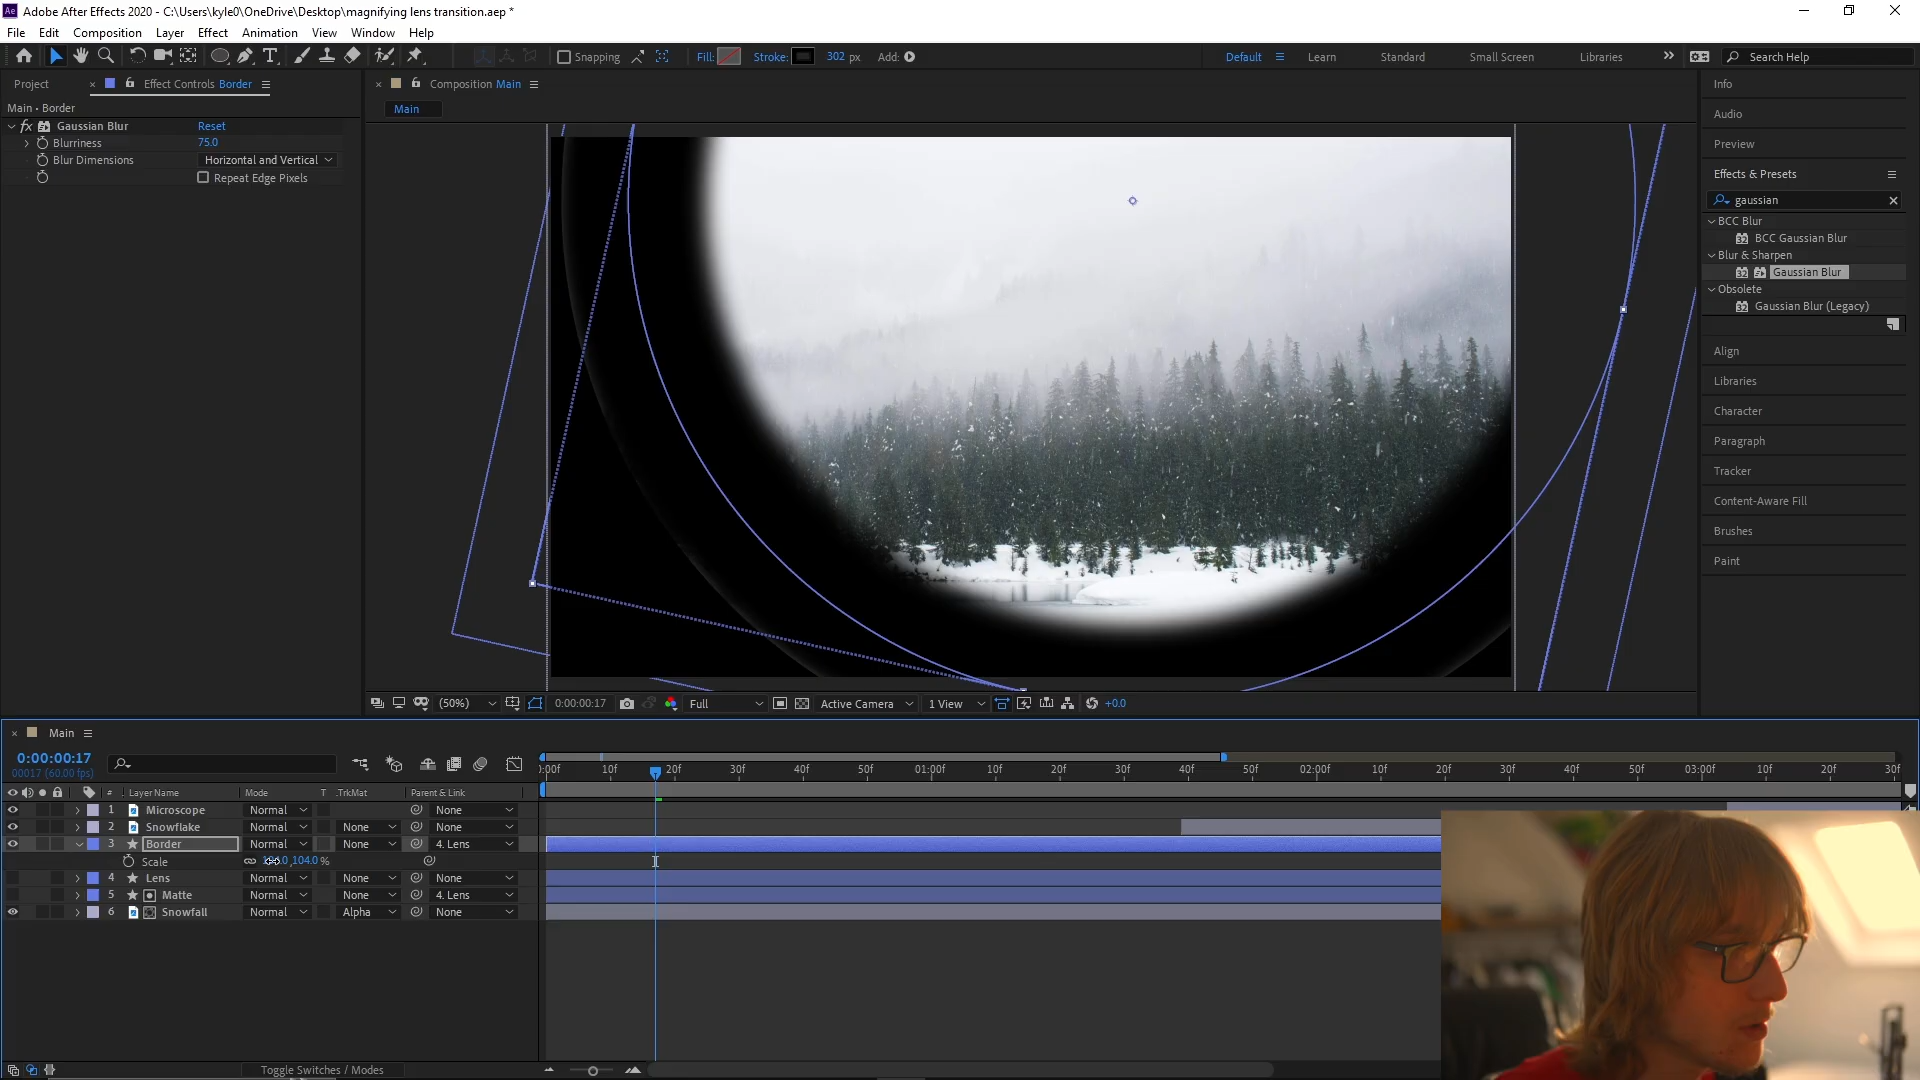 Adobe After Effects 2020 - C:\Users\kyle0\OneDrive\Desktop\magnifying lens transition.aep *
File Edit Composition Layer Effect Animation View Window Help
Snapping Fill: Stroke: 302 px Add: Default Learn Standard Small Screen Libraries Search Help
Project Effect Controls Border
Main • Border
fx Gaussian Blur Reset
Blurriness 75.0
Blur Dimensions Horizontal and Vertical
Repeat Edge Pixels
Composition Main
Main
Info
Audio
Preview
Effects & Presets
gaussian
BCC Blur
BCC Gaussian Blur
Blur & Sharpen
Gaussian Blur
Obsolete
Gaussian Blur (Legacy)
Align
Libraries
Character
Paragraph
Tracker
Content-Aware Fill
Brushes
Paint
(50%) 0:00:00:17 Full Active Camera 1 View +0.0
Main
0:00:00:17
00017 (60.00 fps)
:00f 10f 20f 30f 40f 50f 01:00f 10f 20f 30f 40f 50f 02:00f 10f 20f 30f 40f 50f 03:00f 10f 20f 30f
# Layer Name Mode T .TrkMat Parent & Link
1 Microscope Normal None
2 Snowflake Normal None None
3 Border Normal None 4. Lens
Scale 104.0 %
4 Lens Normal None None
5 Matte Normal None 4. Lens
6 Snowfall Normal Alpha None
Toggle Switches / Modes